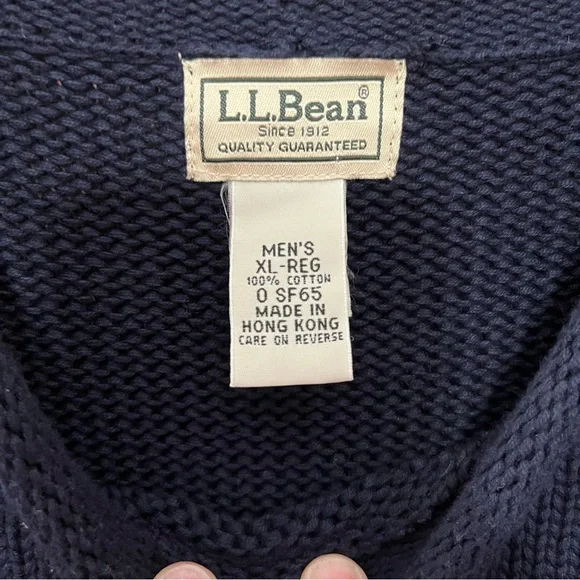 L.L.Bean®
Since 1912
QUALITY GUARANTEED
MEN'S
XL-REG
100% COTTON
0 SF65
MADE IN
HONG KONG
CARE ON REVERSE